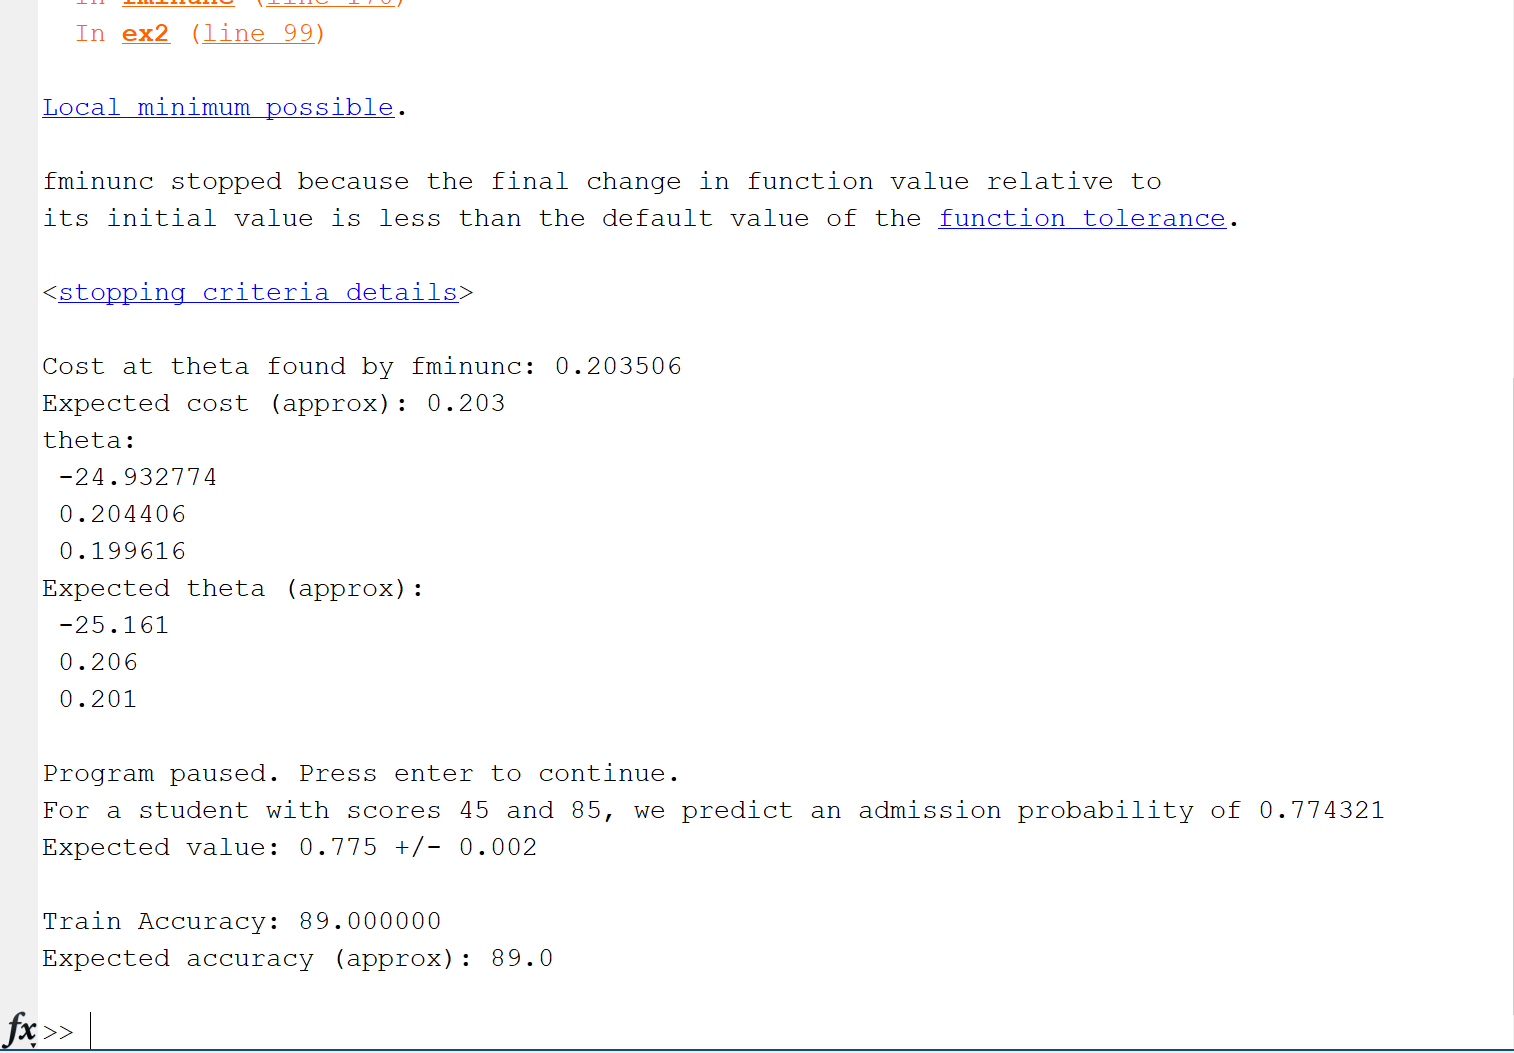 In fminunc (line 170)
In ex2 (line 99)
Local minimum possible.
fminunc stopped because the final change in function value relative to
its initial value is less than the default value of the function tolerance.
<stopping criteria details>
Cost at theta found by fminunc: 0.203506
Expected cost (approx): 0.203
theta:
-24.932774
0.204406
0.199616
Expected theta (approx):
-25.161
0.206
0.201
Program paused. Press enter to continue.
For a student with scores 45 and 85, we predict an admission probability of 0.774321
Expected value: 0.775 +/- 0.002
Train Accuracy: 89.000000
Expected accuracy (approx): 89.0
fx >>